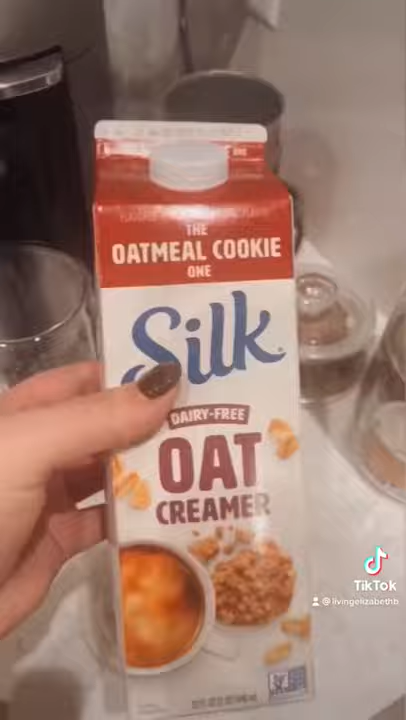 THE
OATMEAL COOKIE
ONE
Silk
DAIRY-FREE
OAT
CREAMER
TikTok
@livingelizabethb